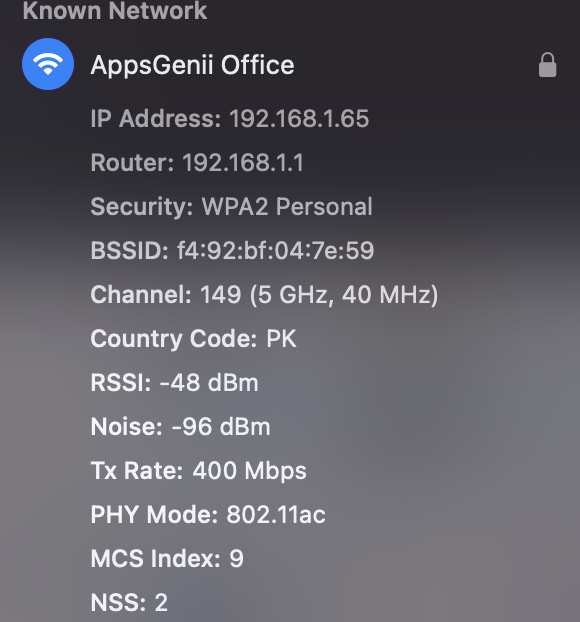 Known Network
AppsGenii Office
IP Address: 192.168.1.65
Router: 192.168.1.1
Security: WPA2 Personal
BSSID: f4:92:bf:04:7e:59
Channel: 149 (5 GHz, 40 MHz)
Country Code: PK
RSSI: -48 dBm
Noise: -96 dBm
Tx Rate: 400 Mbps
PHY Mode: 802.11ac
MCS Index: 9
NSS: 2